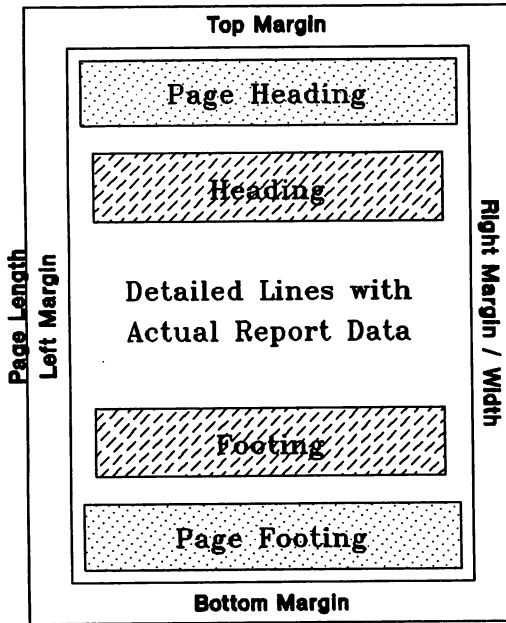 Top Margin
Page Heading
Heading
Page Length
Left Margin
Detailed Lines with
Actual Report Data
Right Margin / Width
Footing
Page Footing
Bottom Margin